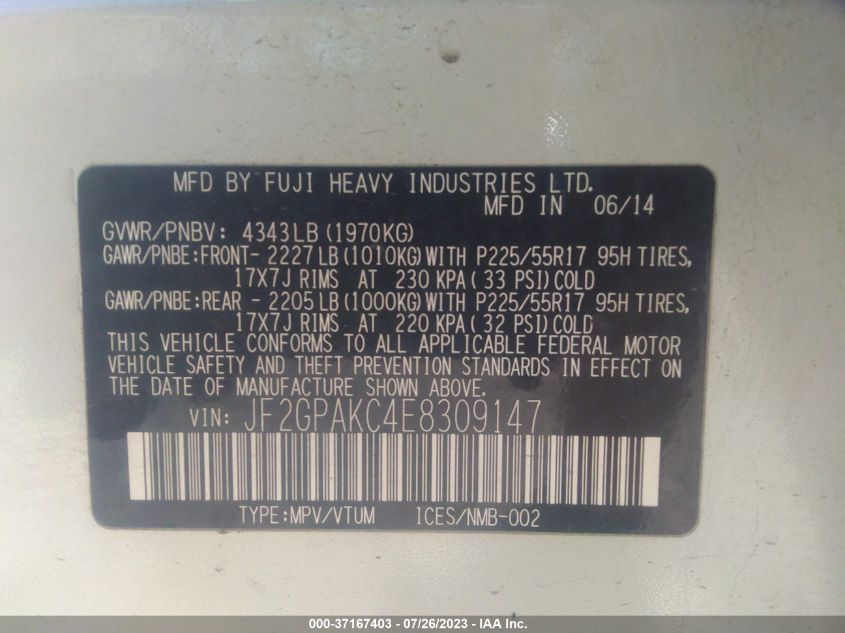 MFD BY FUJI HEAVY INDUSTRIES LTD.
MFD IN 06/14
GVWR/PNBV: 4343LB (1970KG)
GAWR/PNBE:FRONT- 2227 LB (1010KG) WITH P225/55R17 95H TIRES,
17X7J RIMS AT 230 KPA ( 33 PSI) COLD
GAWR/PNBE:REAR - 2205 LB (1000KG) WITH P225/55R17 95H TIRES,
17X7J RIMS AT 220 KPA ( 32 PSI) COLD
THIS VEHICLE CONFORMS TO ALL APPLICABLE FEDERAL MOTOR
VEHICLE SAFETY AND THEFT PREVENTION STANDARDS IN EFFECT ON
THE DATE OF MANUFACTURE SHOWN ABOVE.
VIN: JF2GPAKC4E8309147
TYPE:MPV/VTUM ICES/NMB-002
000-37167403 - 07/26/2023 - IAA Inc.